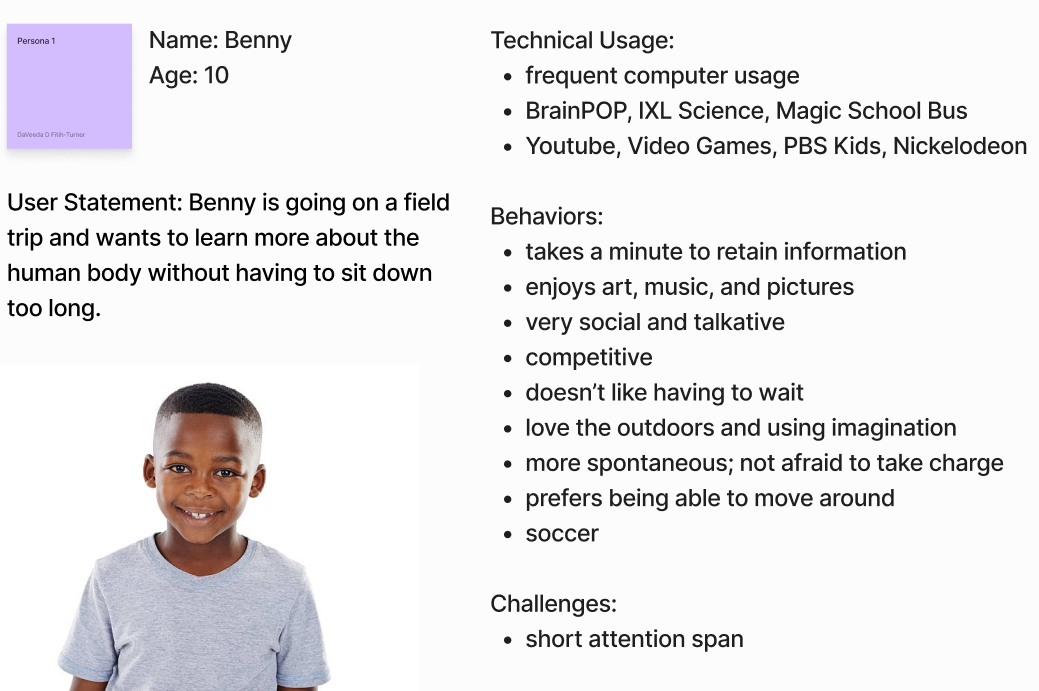 Persona 1
DaVeeda D Fitih-Turner
Name: Benny
Age: 10
User Statement: Benny is going on a field
trip and wants to learn more about the
human body without having to sit down
too long.
Technical Usage:
• frequent computer usage
• BrainPOP, IXL Science, Magic School Bus
• Youtube, Video Games, PBS Kids, Nickelodeon
Behaviors:
• takes a minute to retain information
• enjoys art, music, and pictures
• very social and talkative
• competitive
• doesn’t like having to wait
• love the outdoors and using imagination
• more spontaneous; not afraid to take charge
• prefers being able to move around
• soccer
Challenges:
• short attention span